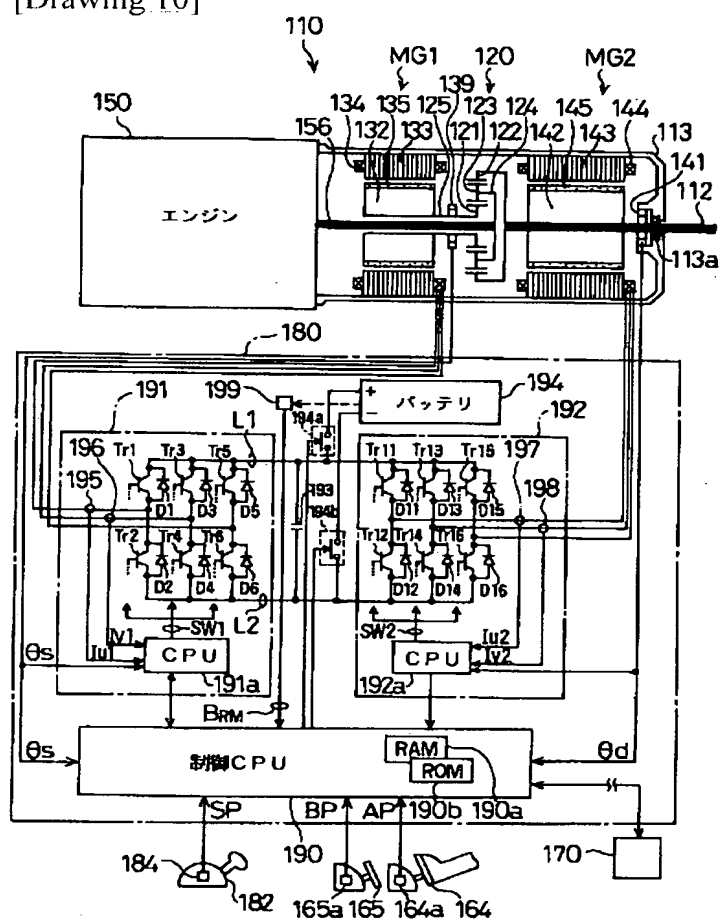 [Drawing 10]
110
MG1 120 139 MG2
150
134 135 125 123 124 145 144
156 132 133 121 122 142 143 113
141
112
エンジン
113a
180
191 199 194 192
バッテリ
L1 194a
196 Tr1 Tr3 Tr5 Tr11 Tr13 Tr15 197
195 193 198
D1 D3 D5 D11 D13 D15
194b
Tr2 Tr4 Tr6 Tr12 Tr14 Tr16
D2 D4 D6 D12 D14 D16
L2
SW1 SW2
Iv1 Iu2
θs Iu1 CPU CPU Iv2
191a 192a
BRM
θs 制御CPU RAM θd
ROM
SP BP AP 190b 190a
184 190 170
182 165a 165 164a 164